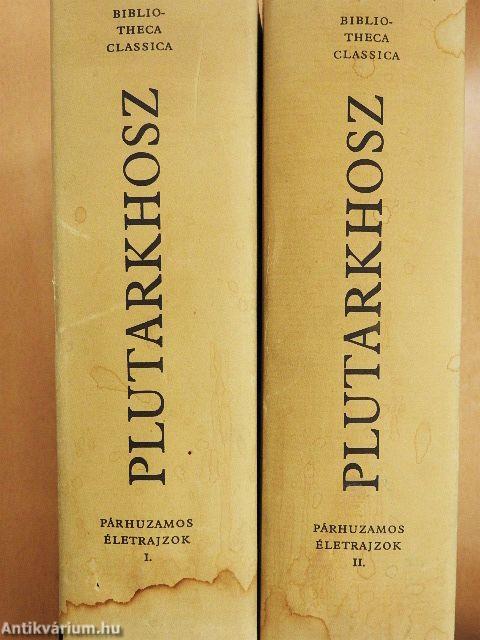 BIBLIO-
THECA
CLASSICA
PLUTARKHOSZ
PÁRHUZAMOS
ÉLETRAJZOK
I.
BIBLIO-
THECA
CLASSICA
PLUTARKHOSZ
PÁRHUZAMOS
ÉLETRAJZOK
II.
Antikvárium.hu